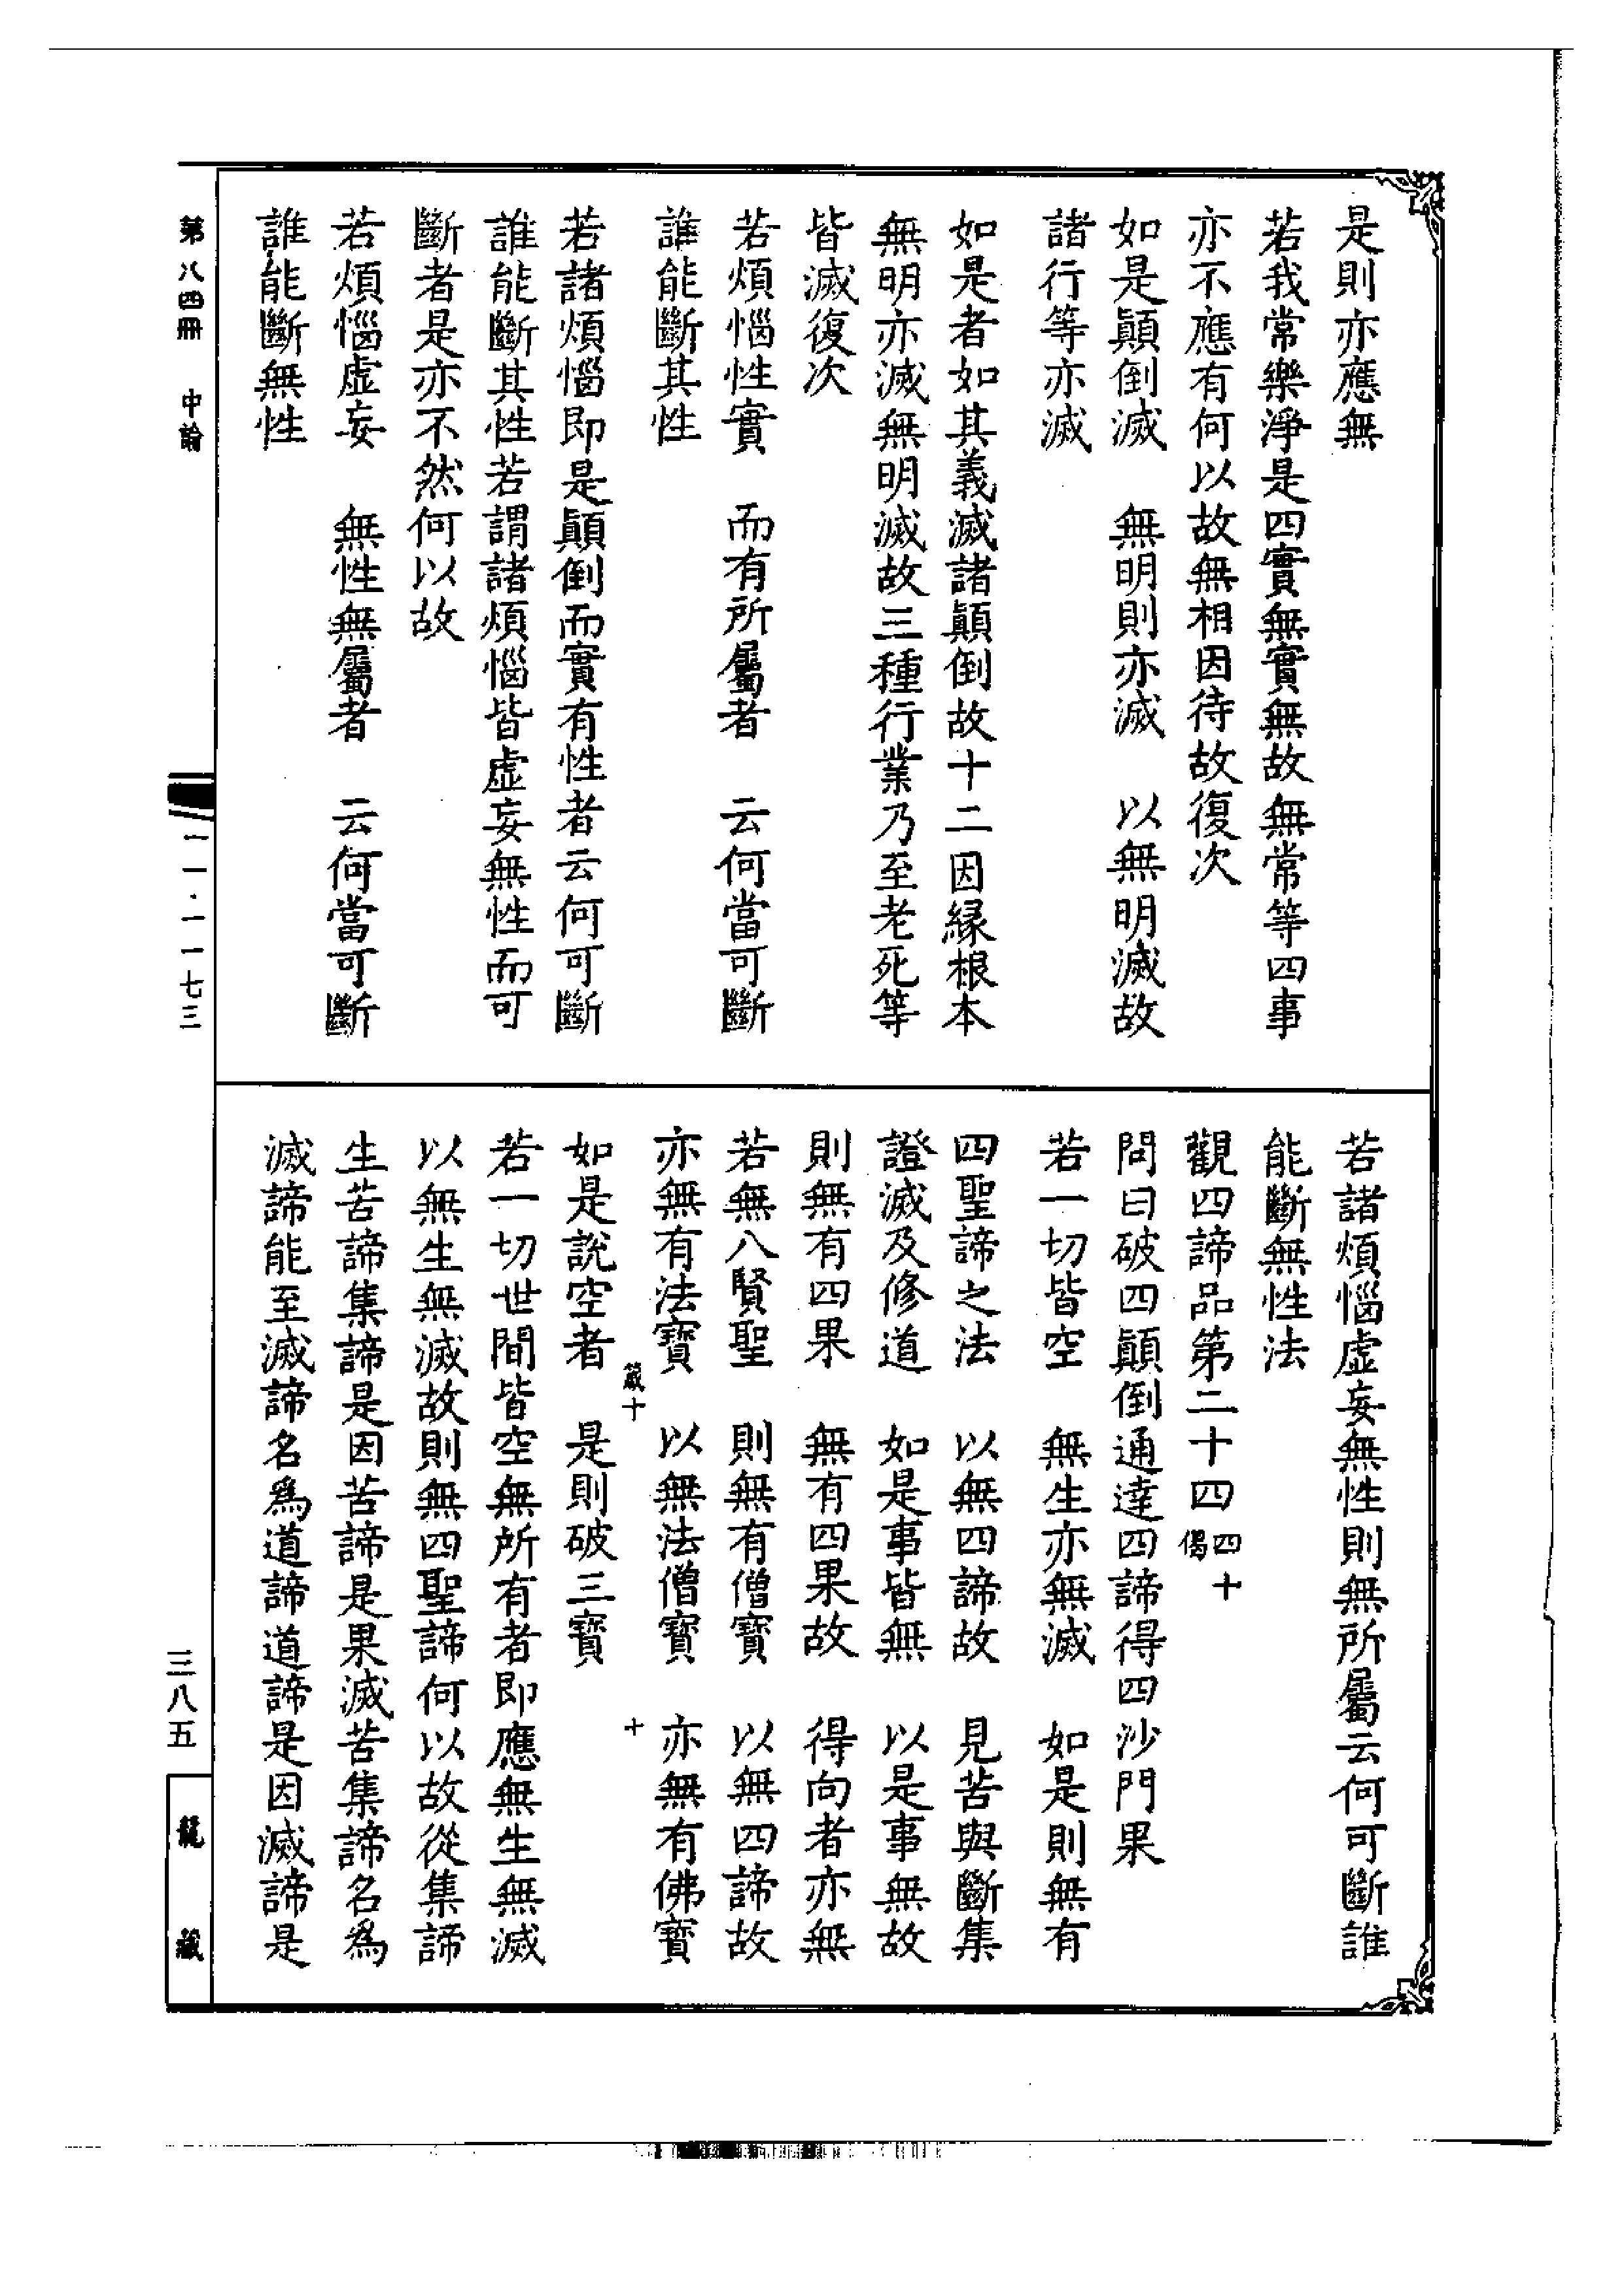 是則亦應無
若我常樂淨是四實無實無故無常等四事
亦不應有何以故無相因待故復次
如是顛倒滅　無明則亦滅　以無明滅故
諸行等亦滅
如是者如其義滅諸顛倒故十二因緣根本
無明亦滅無明滅故三種行業乃至老死等
皆滅復次
若煩惱性實　而有所屬者　云何當可斷
誰能斷其性
若諸煩惱即是顛倒而實有性者云何可斷
誰能斷其性若謂諸煩惱皆虛妄無性而可
斷者是亦不然何以故
若煩惱虛妄　無性無屬者　云何當可斷
誰能斷無性
若諸煩惱虛妄無性則無所屬云何可斷誰
能斷無性法
觀四諦品第二十四四十偈
問曰破四顛倒通達四諦得四沙門果
若一切皆空　無生亦無滅　如是則無有
四聖諦之法　以無四諦故　見苦與斷集
證滅及修道　如是事皆無　以是事無故
則無有四果　無有四果故　得向者亦無
若無八賢聖　則無有僧寶　以無四諦故
亦無有法寶　以無法僧寶　亦無有佛寶
箴十　十
如是說空者　是則破三寶
若一切世間皆空無所有者即應無生無滅
以無生無滅故則無四聖諦何以故從集諦
生苦諦集諦是因苦諦是果滅苦集諦名爲
滅諦能至滅諦名爲道諦道諦是因滅諦是
第八四冊　中論
一一·一一七三
三八五
龍藏